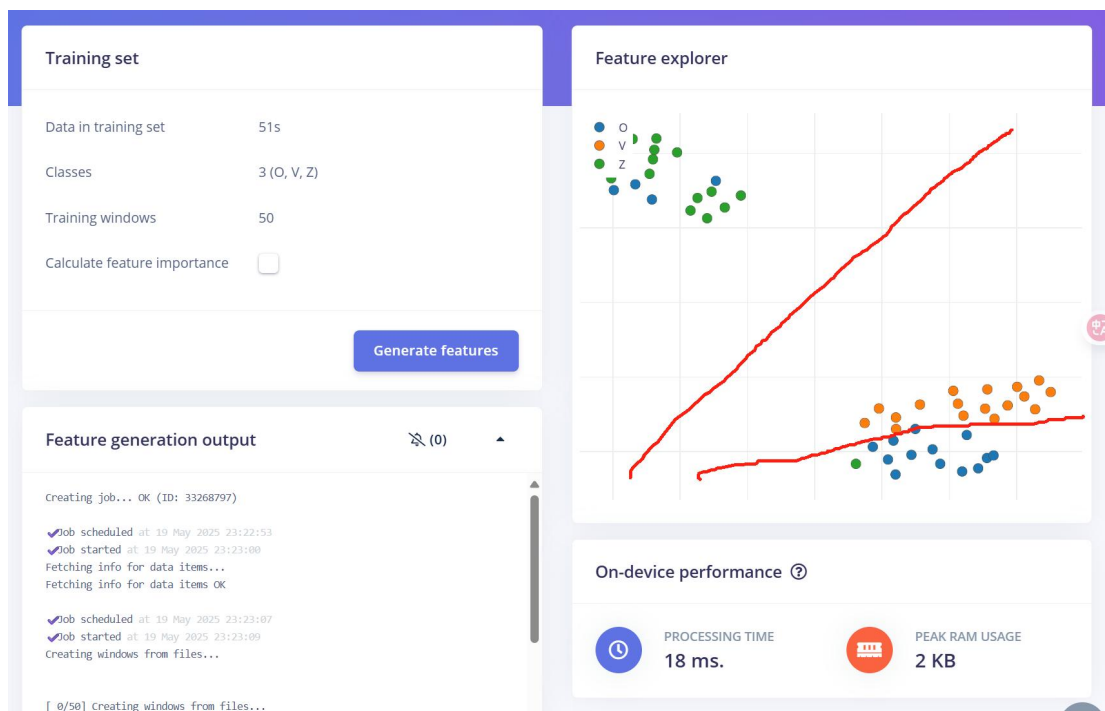 Training set
Data in training set 51s
Classes 3 (O, V, Z)
Training windows 50
Calculate feature importance
Generate features
Feature generation output (0)
Creating job... OK (ID: 33268797)
Job scheduled at 19 May 2025 23:22:53
Job started at 19 May 2025 23:23:00
Fetching info for data items...
Fetching info for data items OK
Job scheduled at 19 May 2025 23:23:07
Job started at 19 May 2025 23:23:09
Creating windows from files...
[ 0/50] Creating windows from files...
Feature explorer
O
V
Z
On-device performance ?
PROCESSING TIME
18 ms.
PEAK RAM USAGE
2 KB